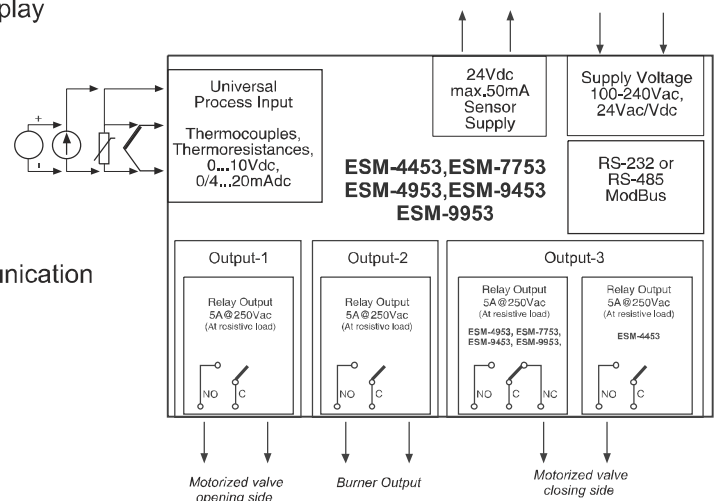 play
Universal
Process Input
Thermocouples,
Thermoresistances,
0...10Vdc,
0/4...20mAdc
24Vdc
max.50mA
Sensor
Supply
Supply Voltage
100-240Vac,
24Vac/Vdc
RS-232 or
RS-485
ModBus
ESM-4453,ESM-7753
ESM-4953,ESM-9453
ESM-9953
+
-
unication
Output-1
Relay Output
5A@250Vac
(At resistive load)
NO
C
Output-2
Relay Output
5A@250Vac
(At resistive load)
NO
C
Output-3
Relay Output
5A@250Vac
(At resistive load)
ESM-4953, ESM-7753,
ESM-9453, ESM-9953,
NO
C
NC
Relay Output
5A@250Vac
(At resistive load)
ESM-4453
NO
C
Motorized valve
opening side
Burner Output
Motorized valve
closing side